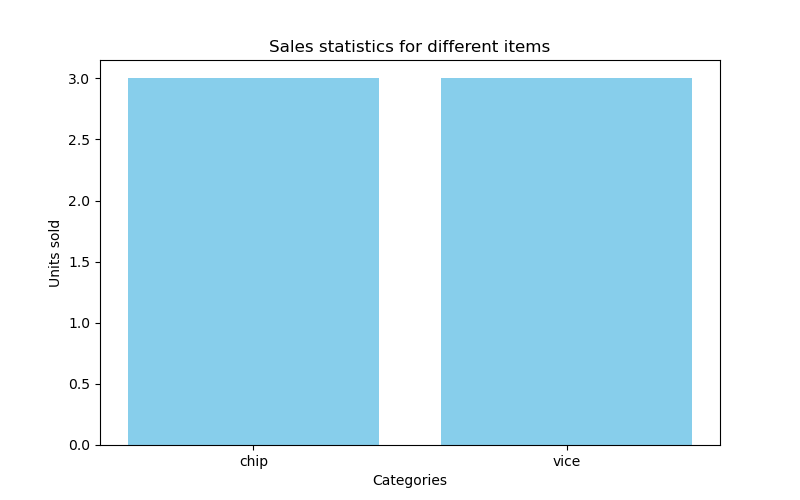 Sales statistics for different items
3.0
2.5
2.0
1.5
1.0
0.5
0.0
Units sold
chip
vice
Categories